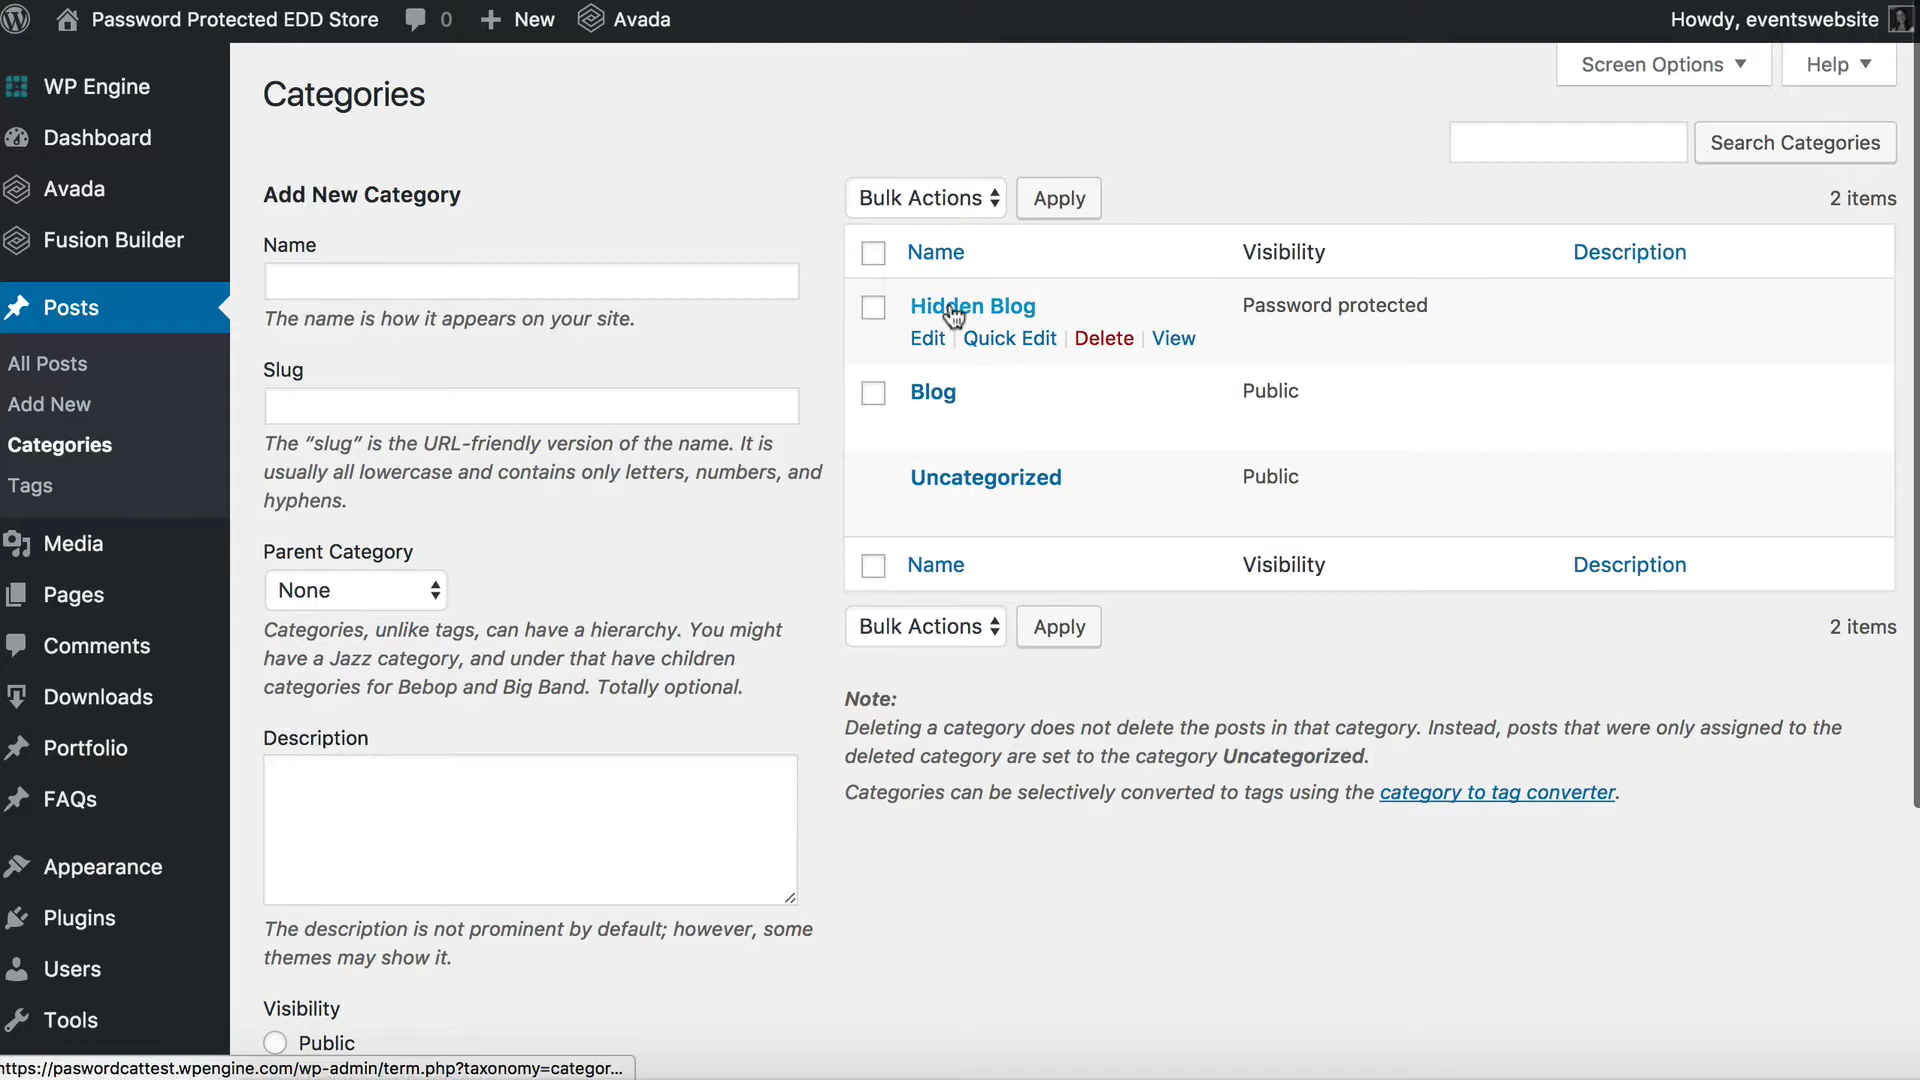 Password Protected EDD Store
0
New
Avada
Howdy, eventswebsite
WP Engine
Dashboard
Avada
Fusion Builder
Posts
All Posts
Add New
Categories
Tags
Media
Pages
Comments
Downloads
Portfolio
FAQs
Appearance
Plugins
Users
Tools
Screen Options
Help
Categories
Search Categories
Add New Category
Name
The name is how it appears on your site.
Slug
The “slug” is the URL-friendly version of the name. It is
usually all lowercase and contains only letters, numbers, and
hyphens.
Parent Category
None
Categories, unlike tags, can have a hierarchy. You might
have a Jazz category, and under that have children
categories for Bebop and Big Band. Totally optional.
Description
The description is not prominent by default; however, some
themes may show it.
Visibility
Public
Bulk Actions
Apply
2 items
Name Visibility Description
Hidden Blog Password protected
Edit | Quick Edit | Delete | View
Blog Public
Uncategorized Public
Name Visibility Description
Bulk Actions
Apply
2 items
Note:
Deleting a category does not delete the posts in that category. Instead, posts that were only assigned to the
deleted category are set to the category Uncategorized.
Categories can be selectively converted to tags using the category to tag converter.
https://paswordcattest.wpengine.com/wp-admin/term.php?taxonomy=categor...